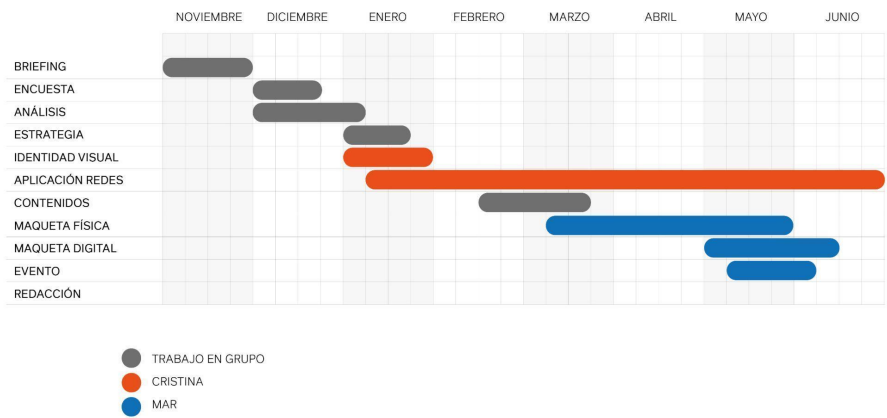 NOVIEMBRE DICIEMBRE ENERO FEBRERO MARZO ABRIL MAYO JUNIO
BRIEFING
ENCUESTA
ANÁLISIS
ESTRATEGIA
IDENTIDAD VISUAL
APLICACIÓN REDES
CONTENIDOS
MAQUETA FÍSICA
MAQUETA DIGITAL
EVENTO
REDACCIÓN
TRABAJO EN GRUPO
CRISTINA
MAR